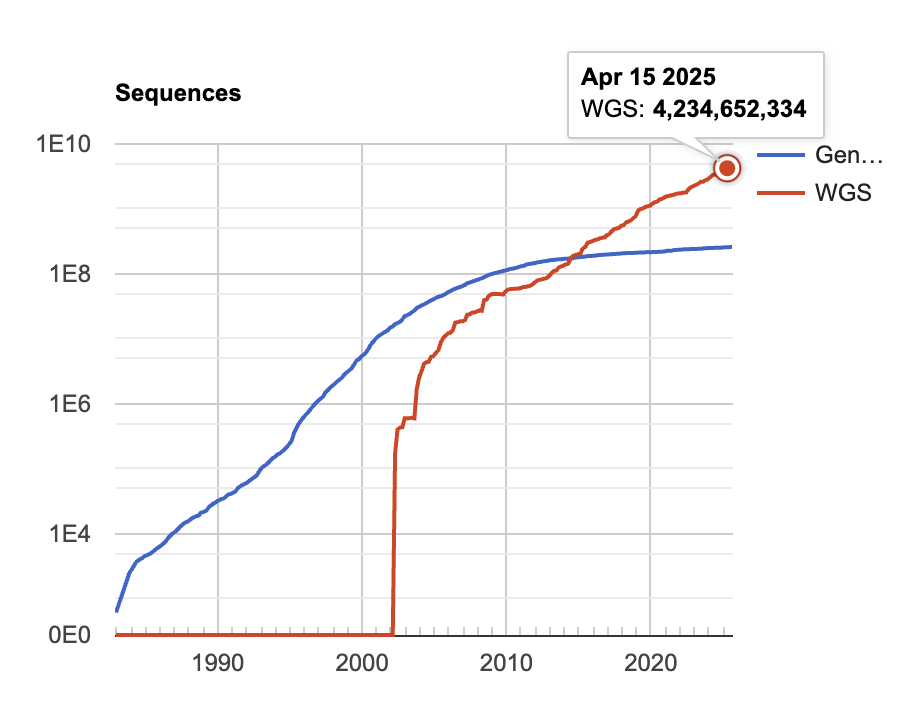 Sequences
Apr 15 2025
WGS: 4,234,652,334
1E10
1E8
1E6
1E4
0E0
1990
2000
2010
2020
Gen…
WGS